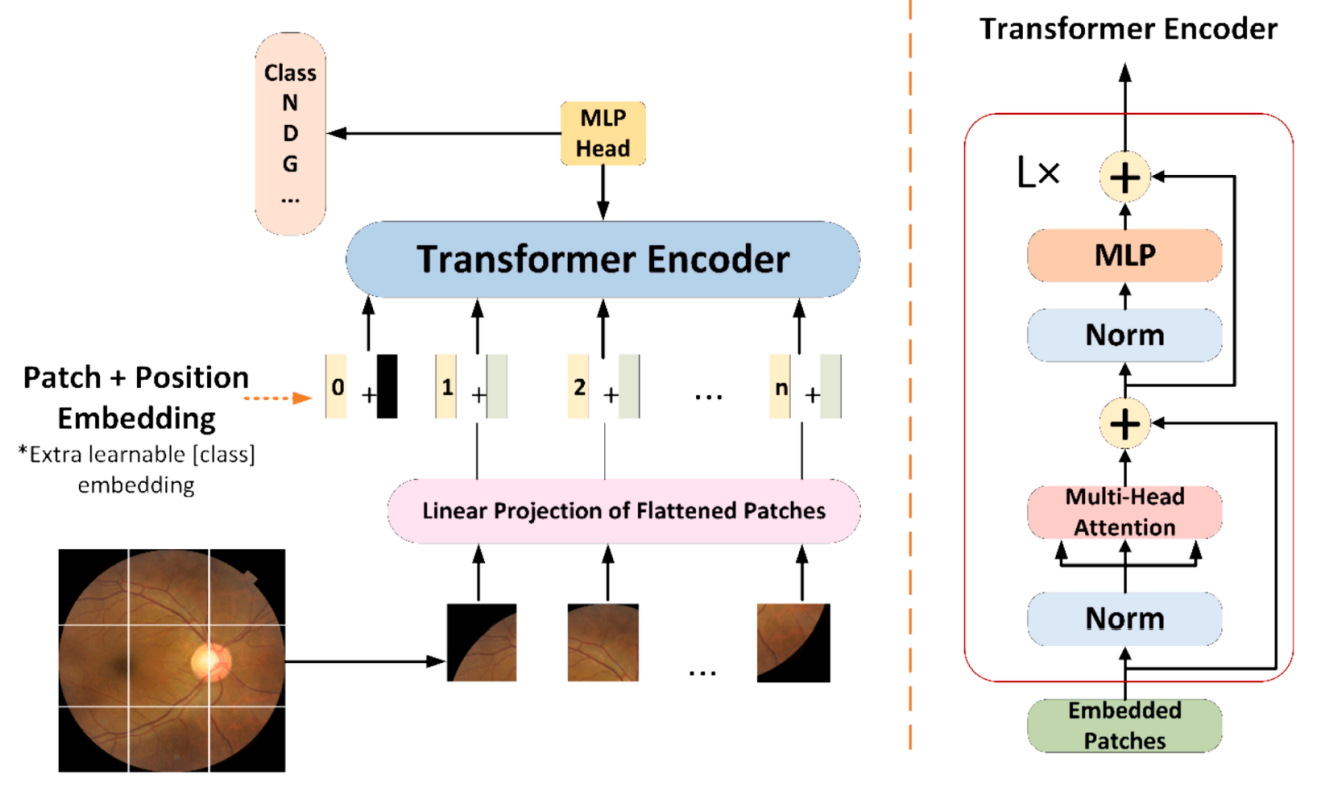 Class
N
D
G
...
MLP
Head
Transformer Encoder
Patch + Position
Embedding
*Extra learnable [class]
embedding
0 + 1 + 2 + ... n +
Linear Projection of Flattened Patches
...
Transformer Encoder
L×
+
MLP
Norm
+
Multi-Head
Attention
Norm
Embedded
Patches